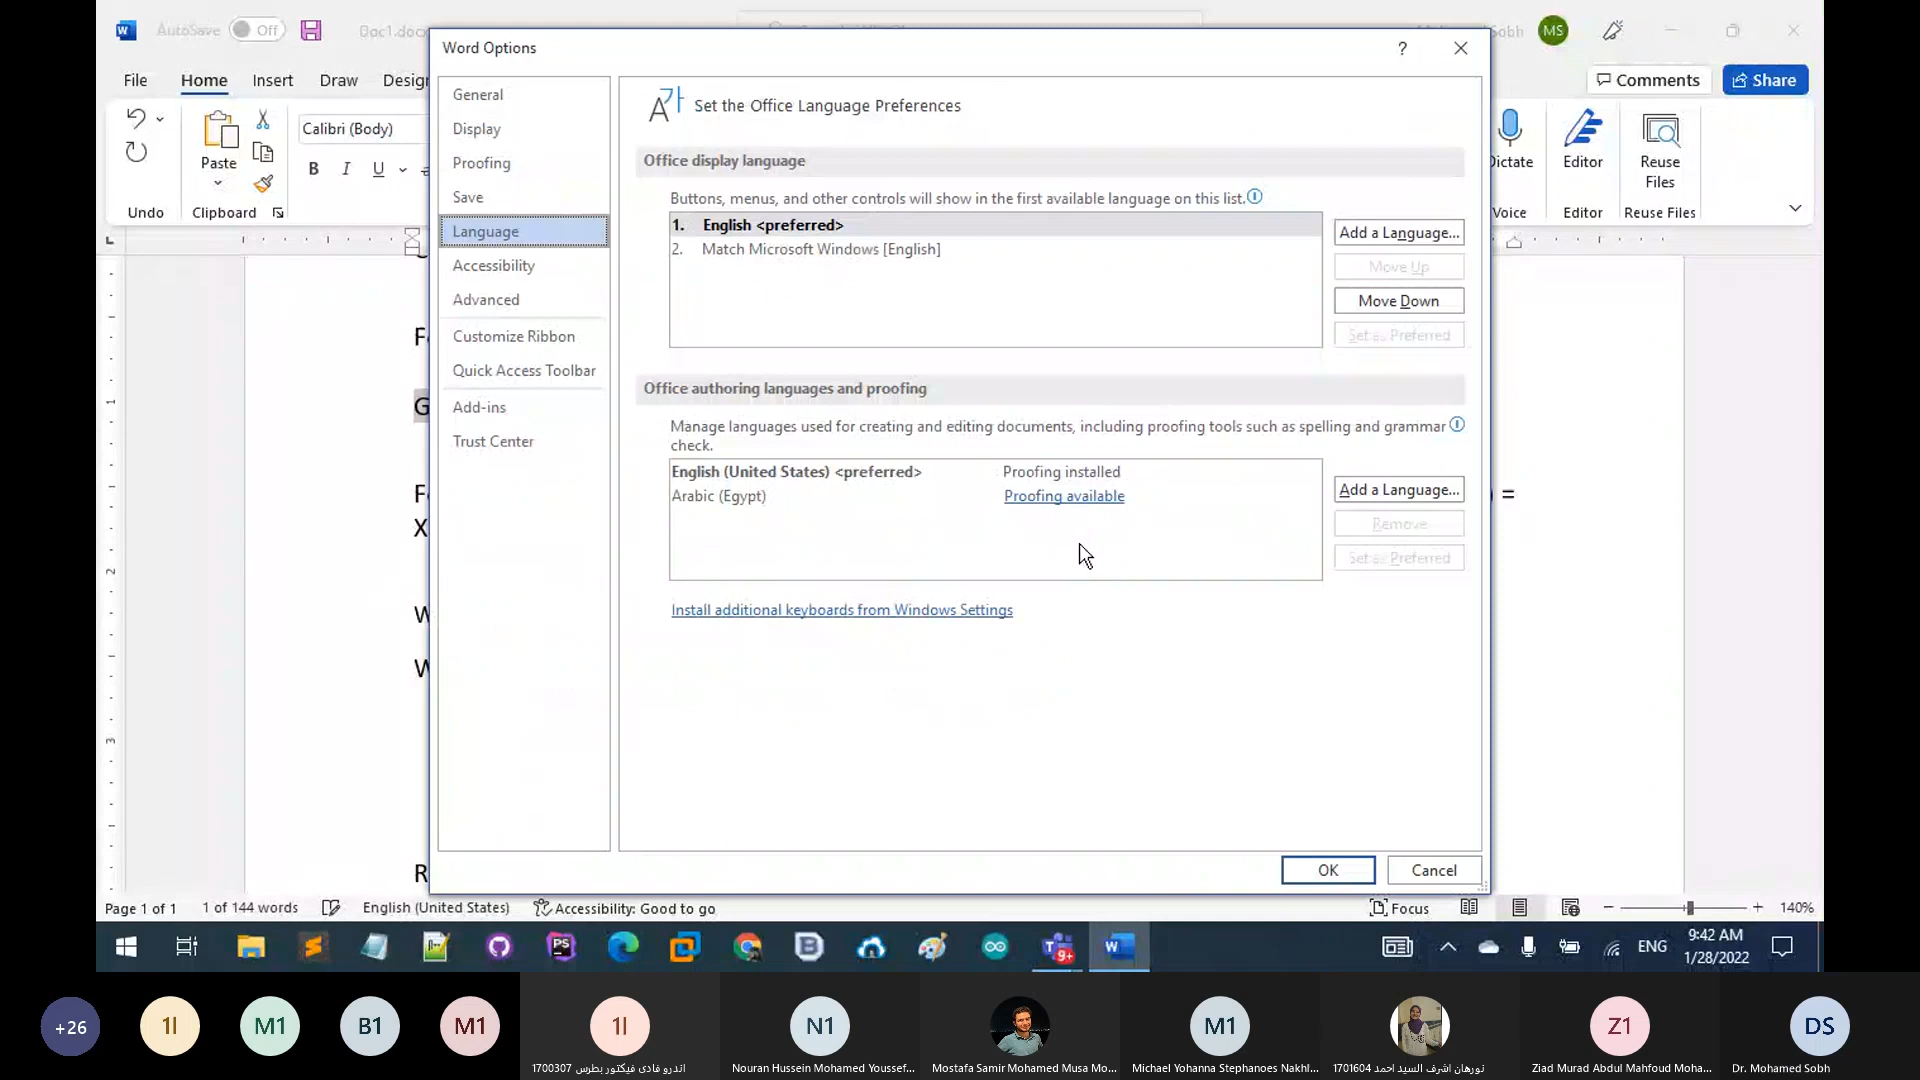 AutoSave Off Doc1.docx
Word Options
?
Sobh MS
File Home Insert Draw Design
Comments Share
Paste
Calibri (Body)
B I U
Undo Clipboard
General
Display
Proofing
Save
Language
Accessibility
Advanced
Customize Ribbon
Quick Access Toolbar
Add-ins
Trust Center
Set the Office Language Preferences
Office display language
Buttons, menus, and other controls will show in the first available language on this list.
1. English <preferred>
2. Match Microsoft Windows [English]
Add a Language...
Move Up
Move Down
Set as Preferred
Office authoring languages and proofing
Manage languages used for creating and editing documents, including proofing tools such as spelling and grammar
check.
English (United States) <preferred> Proofing installed
Arabic (Egypt) Proofing available
Add a Language...
Remove
Set as Preferred
Install additional keyboards from Windows Settings
OK Cancel
Dictate
Voice
Editor
Editor
Reuse
Files
Reuse Files
) =
X
1
2
3
Page 1 of 1 1 of 144 words English (United States) Accessibility: Good to go
Focus 140%
PS 9+ W ENG
9:42 AM
1/28/2022
+26 1I M1 B1 M1 1I N1 M1 Z1 DS
1700307 اندرو فادى فيكتور بطرس
Nouran Hussein Mohamed Youssef...
Mostafa Samir Mohamed Musa Mo...
Michael Yohanna Stephanoes Nakhl...
1701604 نورهان اشرف السيد احمد
Ziad Murad Abdul Mahfoud Moha...
Dr. Mohamed Sobh